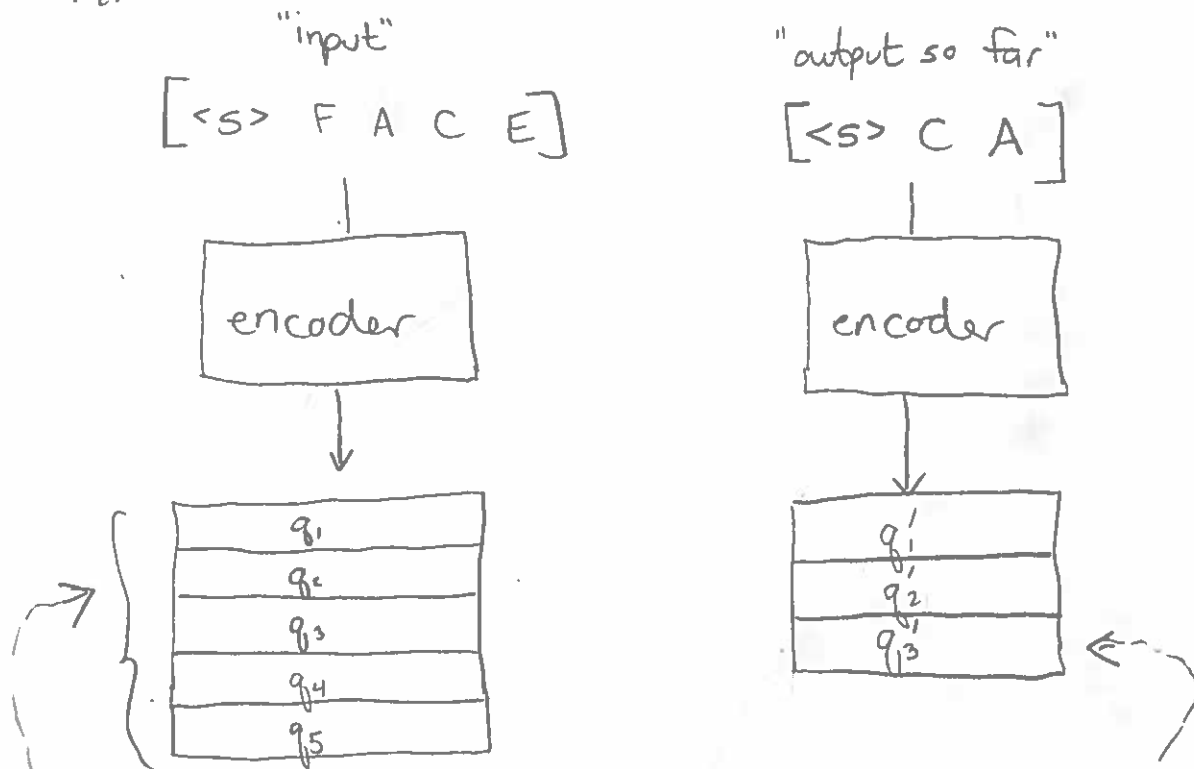 "input"
"output so far"
[<s> F A C E]
[<s> C A]
encoder
encoder
q1
q2
q3
q4
q5
q'1
q'2
q'3